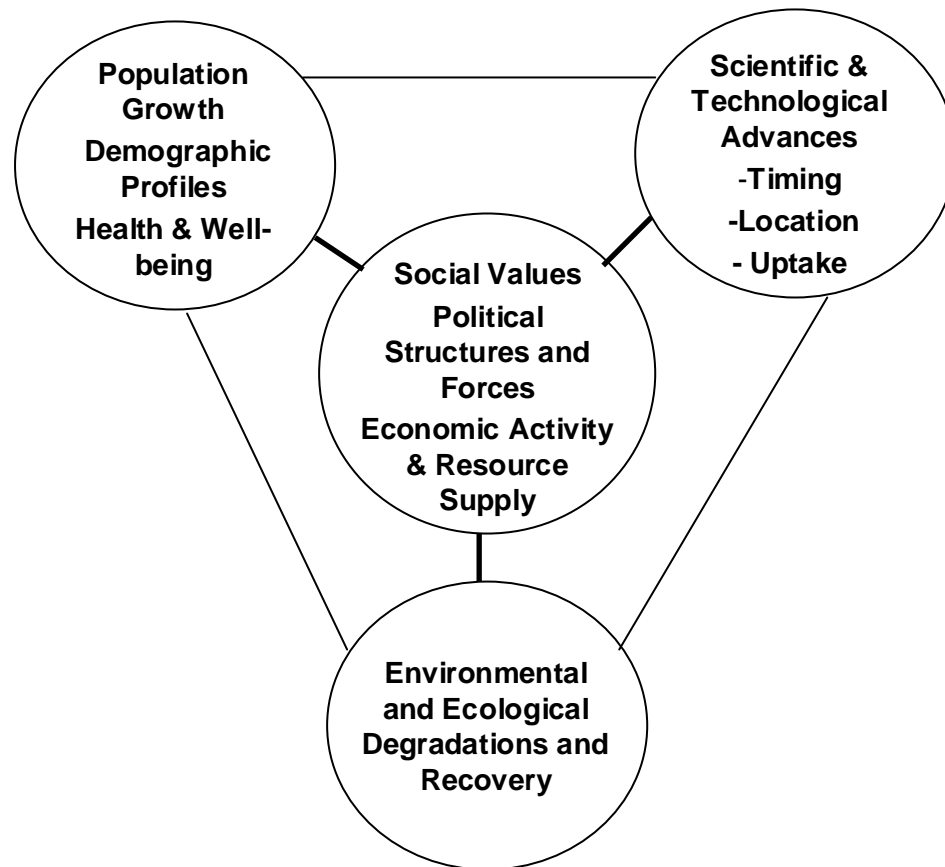 Population
Growth
Demographic
Profiles
Health & Well-
being
Scientific &
Technological
Advances
-Timing
-Location
- Uptake
Social Values
Political
Structures and
Forces
Economic Activity
& Resource
Supply
Environmental
and Ecological
Degradations and
Recovery